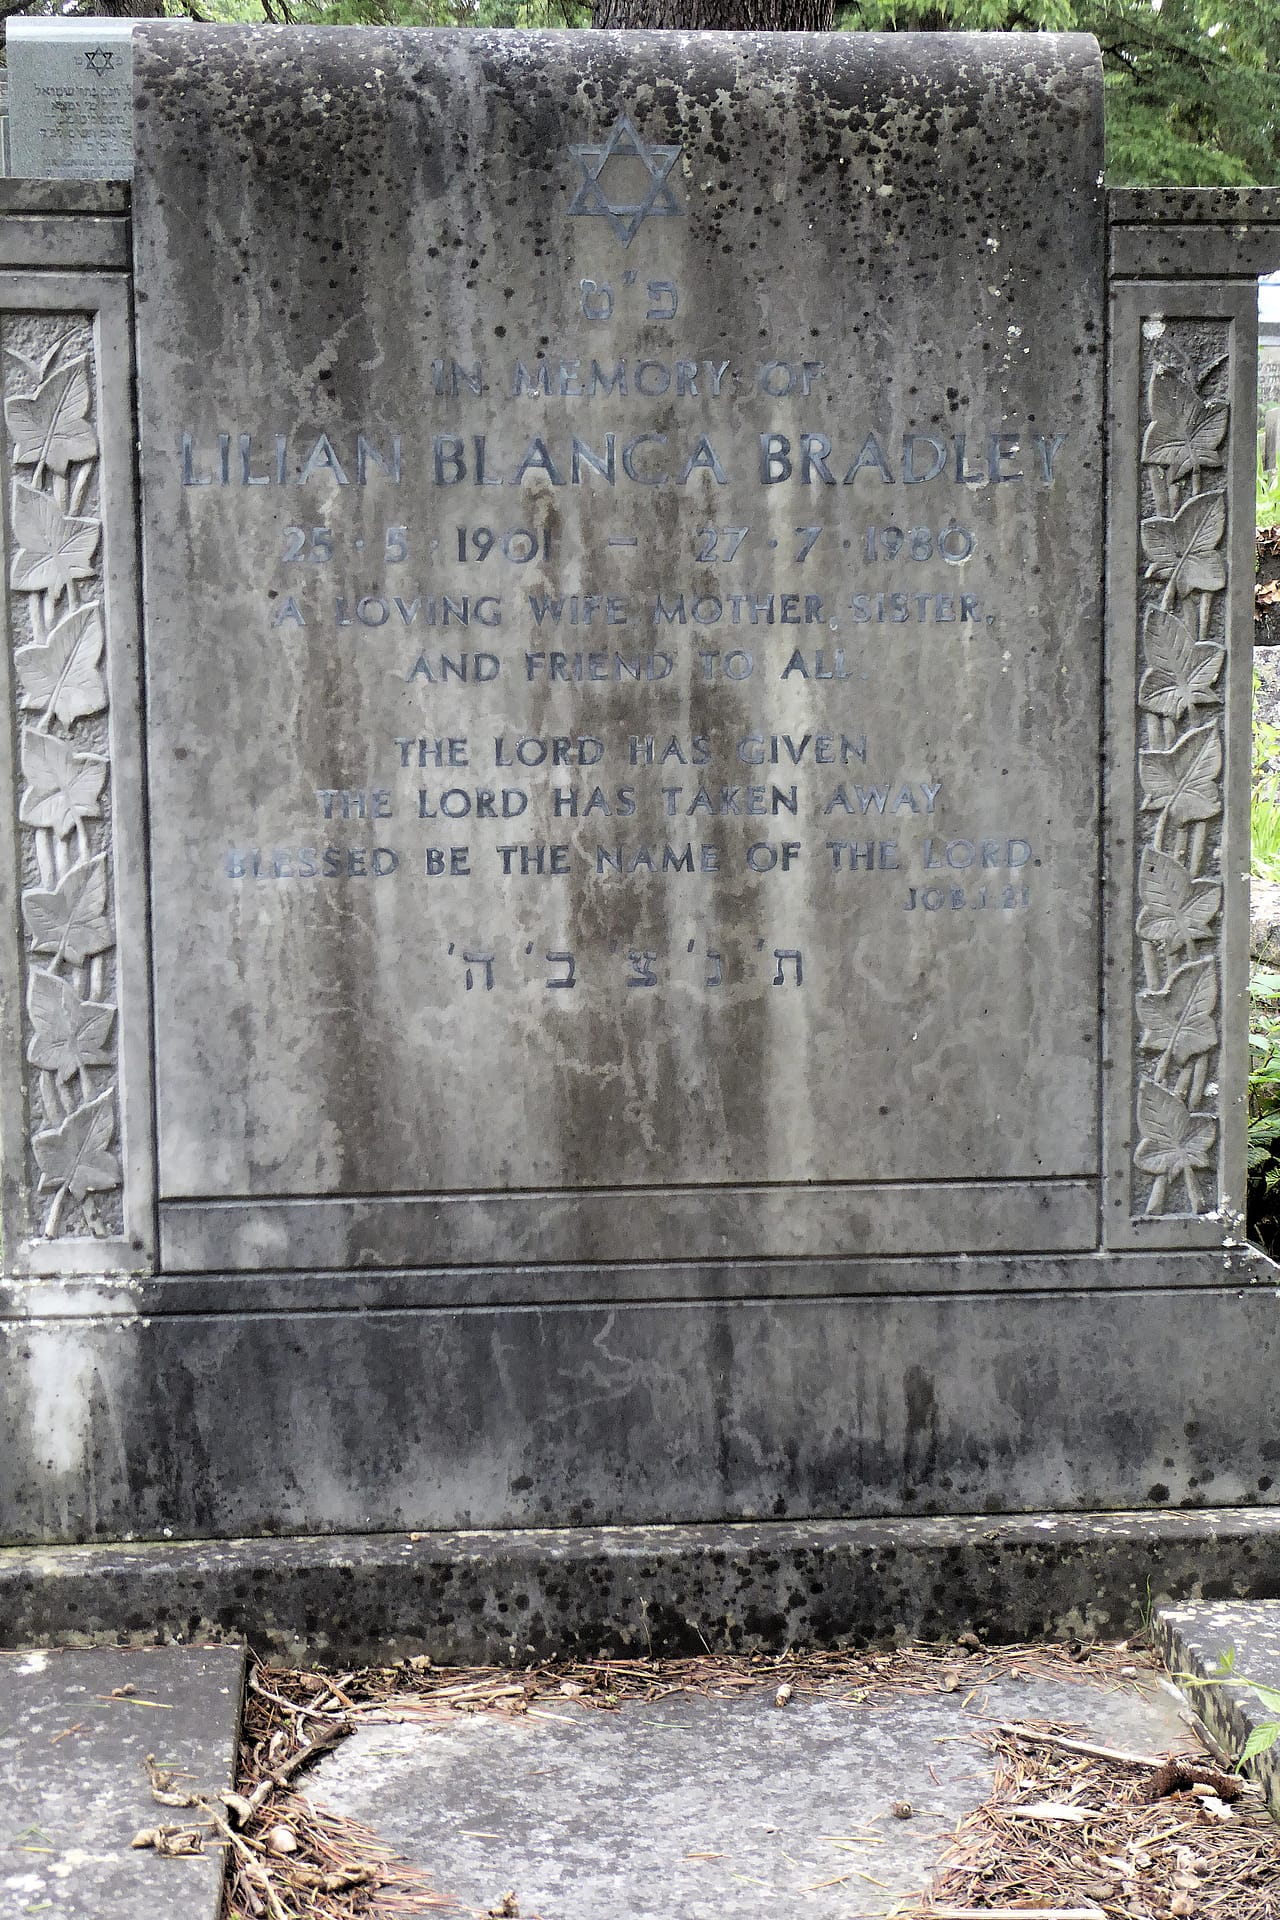 פ"ט
IN MEMORY OF
LILIAN BLANCA BRADLEY
25 · 5 · 1901 – 27 · 7 · 1980
A LOVING WIFE, MOTHER, SISTER,
AND FRIEND TO ALL.
THE LORD HAS GIVEN
THE LORD HAS TAKEN AWAY
BLESSED BE THE NAME OF THE LORD.
JOB.1:21
ת' נ' צ' ב' ה'